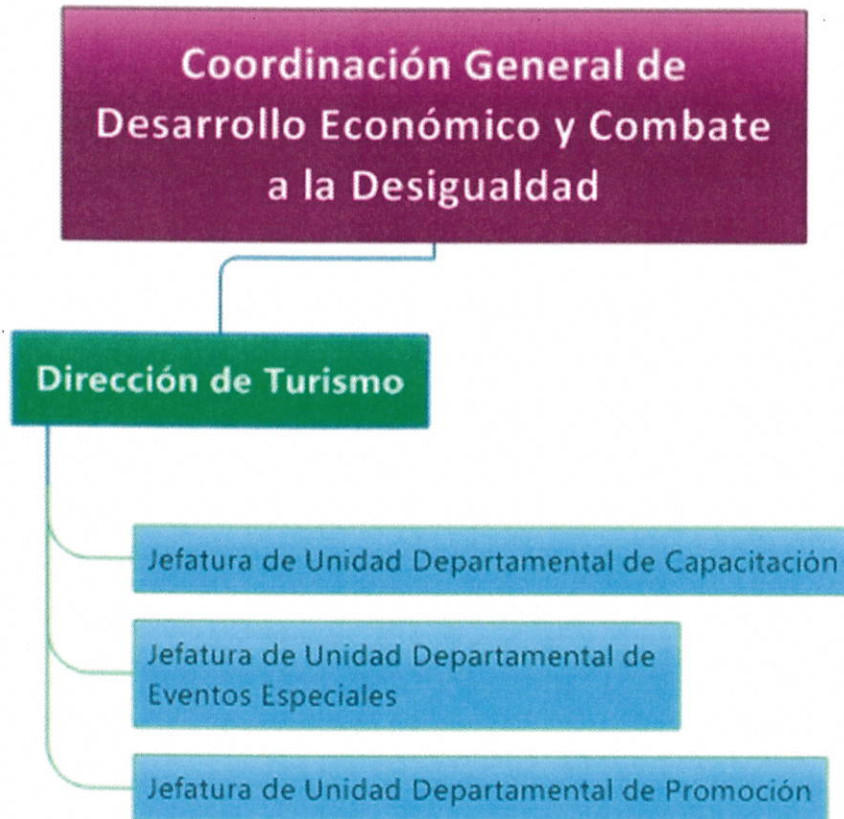 Coordinación General de
Desarrollo Económico y Combate
a la Desigualdad
Dirección de Turismo
Jefatura de Unidad Departamental de Capacitación
Jefatura de Unidad Departamental de
Eventos Especiales
Jefatura de Unidad Departamental de Promoción